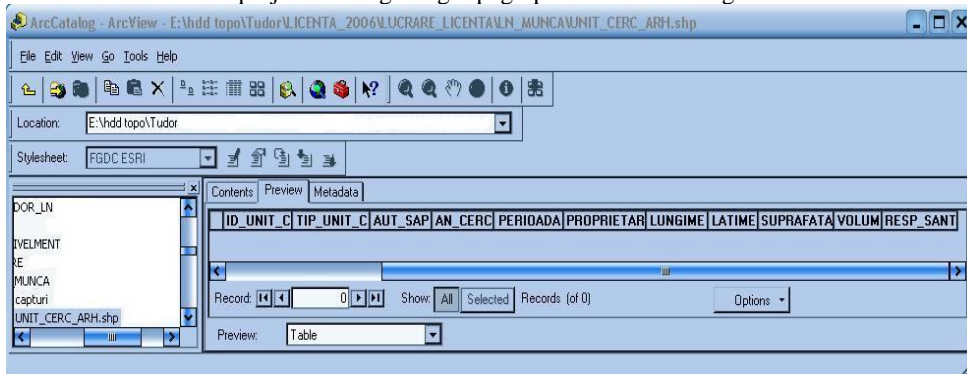 ArcCatalog - ArcView - E:\hdd topo\Tudor\LICENTA_2006\LUCRARE_LICENTA\LN_MUNCA\UNIT_CERC_ARH.shp
File Edit View Go Tools Help
Location: E:\hdd topo\Tudor
Stylesheet: FGDC ESRI
Contents Preview Metadata
DOR_LN
ID_UNIT_C TIP_UNIT_C AUT_SAP AN_CERC PERIOADA PROPRIETAR LUNGIME LATIME SUPRAFATA VOLUM RESP_SANT
IVELMENT
RE
MUNCA
capturi
UNIT_CERC_ARH.shp
Record: 0 Show: All Selected Records (of 0) Options
Preview: Table